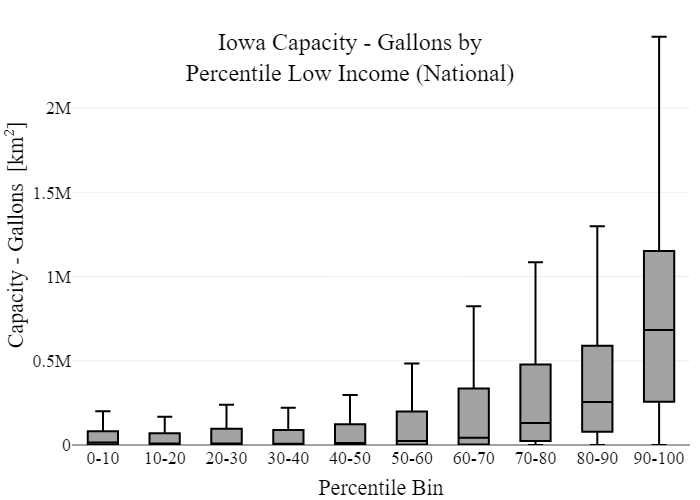 Iowa Capacity - Gallons by
Percentile Low Income (National)
Capacity - Gallons [km²]
2M
1.5M
1M
0.5M
0
0-10 10-20 20-30 30-40 40-50 50-60 60-70 70-80 80-90 90-100
Percentile Bin